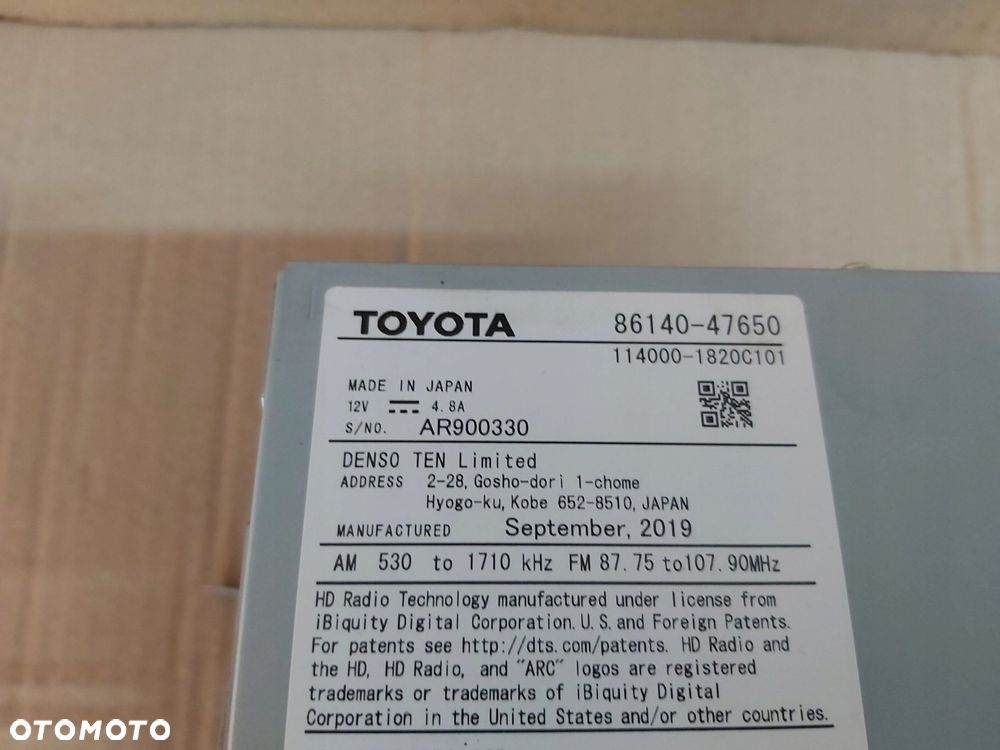 TOYOTA 86140-47650
114000-1820C101
MADE IN JAPAN
12V 4.8A
S/NO. AR900330
DENSO TEN Limited
ADDRESS 2-28, Gosho-dori 1-chome
Hyogo-ku, Kobe 652-8510, JAPAN
MANUFACTURED September, 2019
AM 530 to 1710 kHz FM 87.75 to107.90MHz
HD Radio Technology manufactured under license from
iBiquity Digital Corporation. U.S. and Foreign Patents.
For patents see http://dts.com/patents. HD Radio and
the HD, HD Radio, and "ARC" logos are registered
trademarks or trademarks of iBiquity Digital
Corporation in the United States and/or other countries.
OTOMOTO